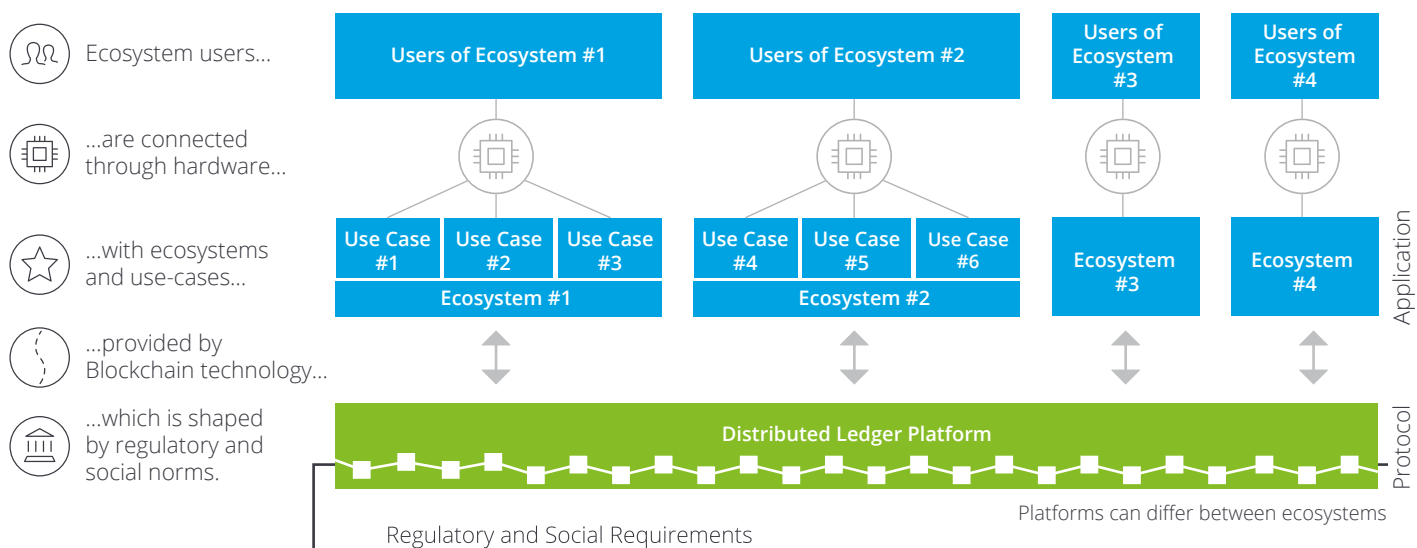 Ecosystem users...
Users of Ecosystem #1
Users of Ecosystem #2
Users of
Ecosystem
#3
Users of
Ecosystem
#4
...are connected
through hardware...
...with ecosystems
and use-cases...
Use Case
#1
Use Case
#2
Use Case
#3
Ecosystem #1
Use Case
#4
Use Case
#5
Use Case
#6
Ecosystem #2
Ecosystem
#3
Ecosystem
#4
Application
...provided by
Blockchain technology...
...which is shaped
by regulatory and
social norms.
Distributed Ledger Platform
Protocol
Platforms can differ between ecosystems
Regulatory and Social Requirements